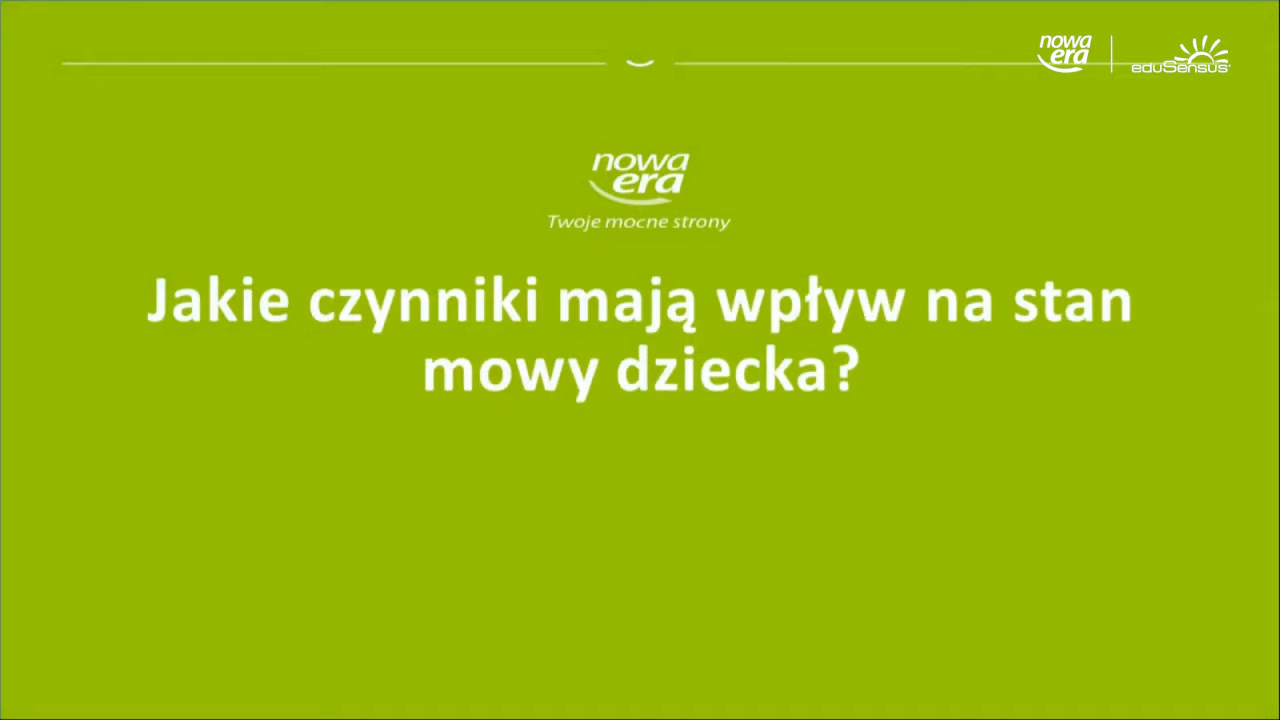 nowa
era
eduSensus
nowa
era
Twoje mocne strony
Jakie czynniki mają wpływ na stan
mowy dziecka?